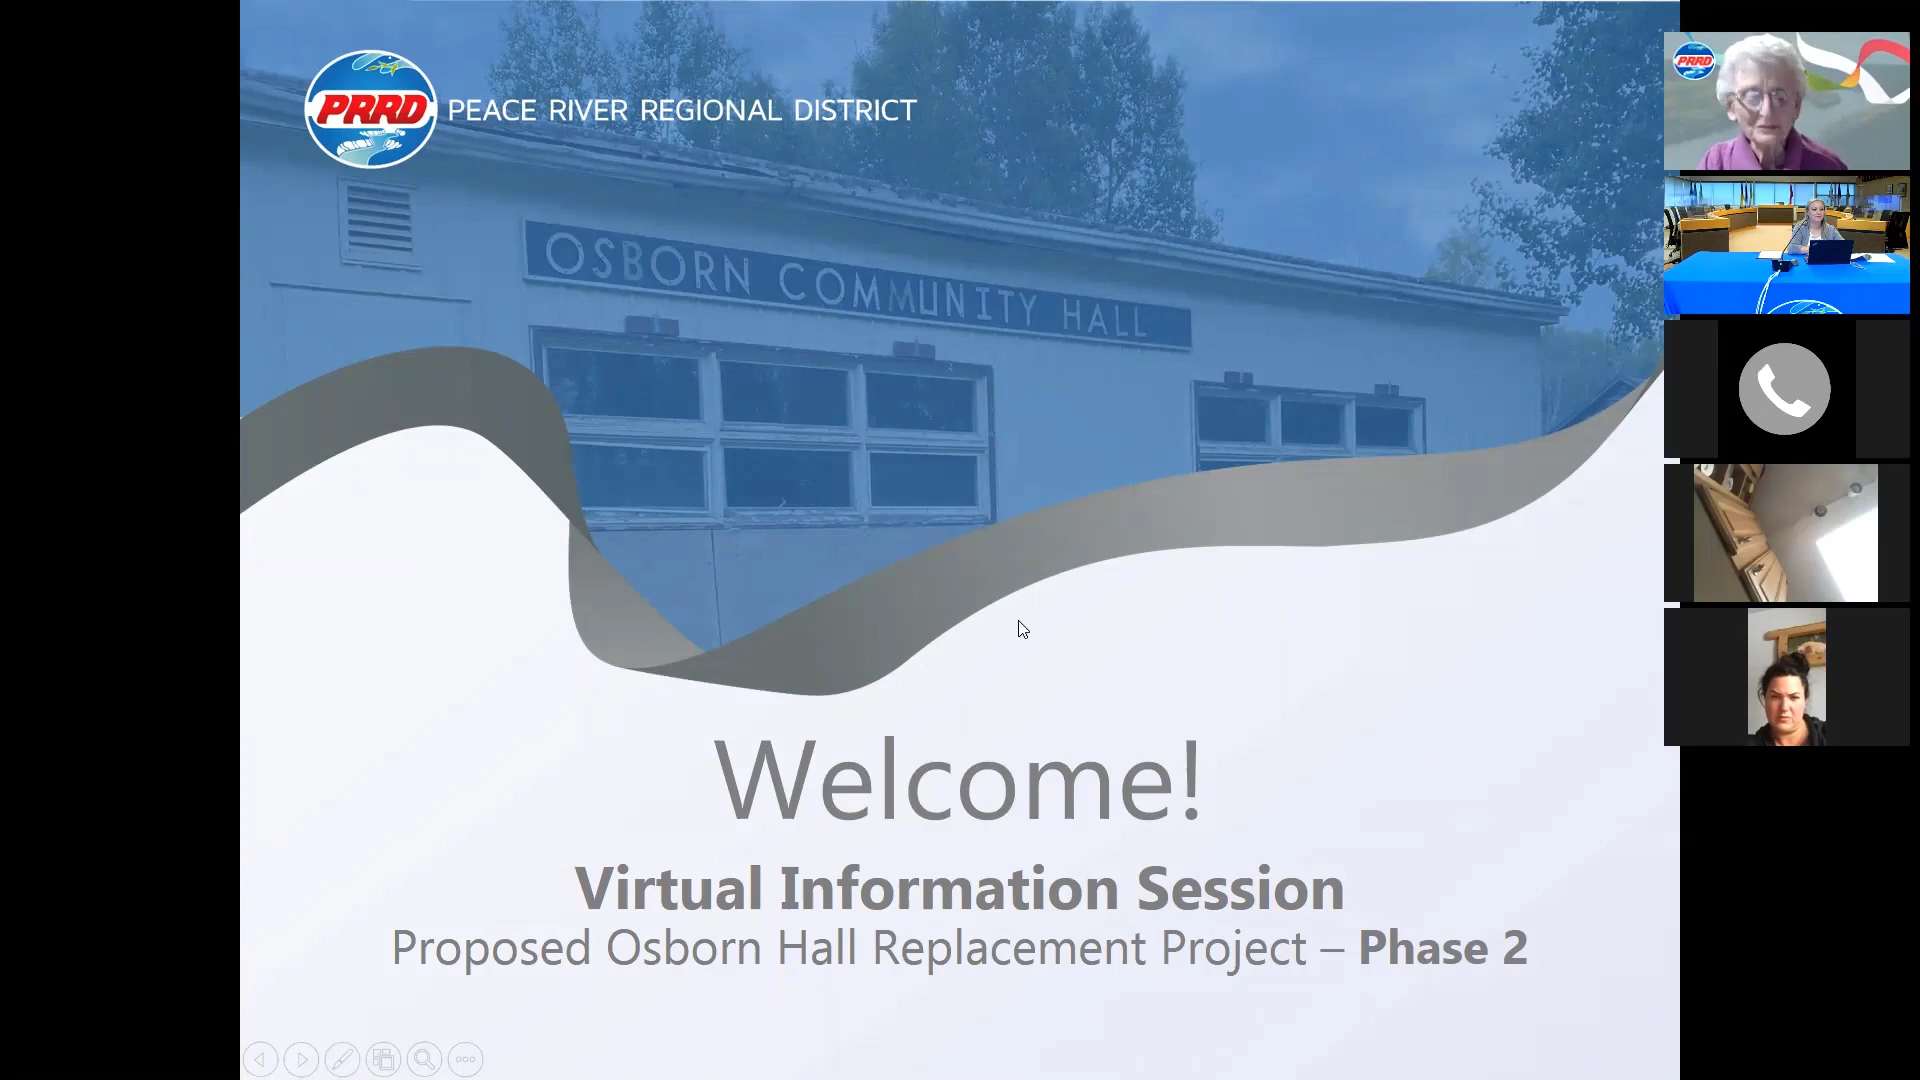 PRRD PEACE RIVER REGIONAL DISTRICT
OSBORN COMMUNITY HALL
Welcome!
Virtual Information Session
Proposed Osborn Hall Replacement Project – Phase 2
PRRD